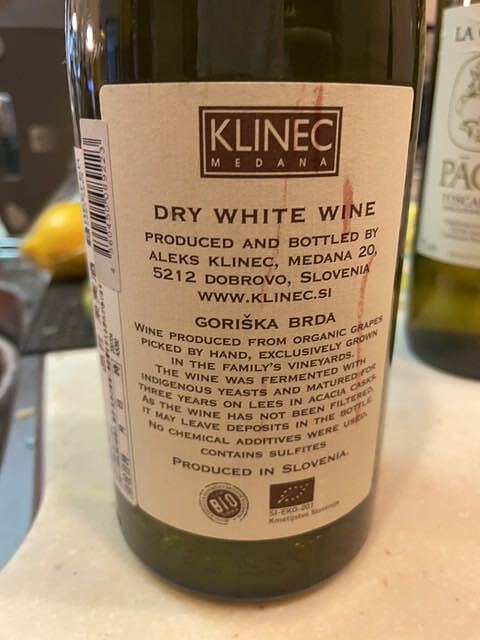 KLINEC
MEDANA
DRY WHITE WINE
PRODUCED AND BOTTLED BY
ALEKS KLINEC, MEDANA 20,
5212 DOBROVO, SLOVENIA
WWW.KLINEC.SI
GORIŠKA BRDA
WINE PRODUCED FROM ORGANIC GRAPES
PICKED BY HAND, EXCLUSIVELY GROWN
IN THE FAMILY'S VINEYARDS.
THE WINE WAS FERMENTED WITH
INDIGENOUS YEASTS AND MATURED FOR
THREE YEARS ON LEES IN ACACIA CASKS.
AS THE WINE HAS NOT BEEN FILTERED,
IT MAY LEAVE DEPOSITS IN THE BOTTLE.
NO CHEMICAL ADDITIVES WERE USED.
CONTAINS SULFITES
PRODUCED IN SLOVENIA.
BIO
SI-EKO-001
Kmetijstvo Slovenije
LA